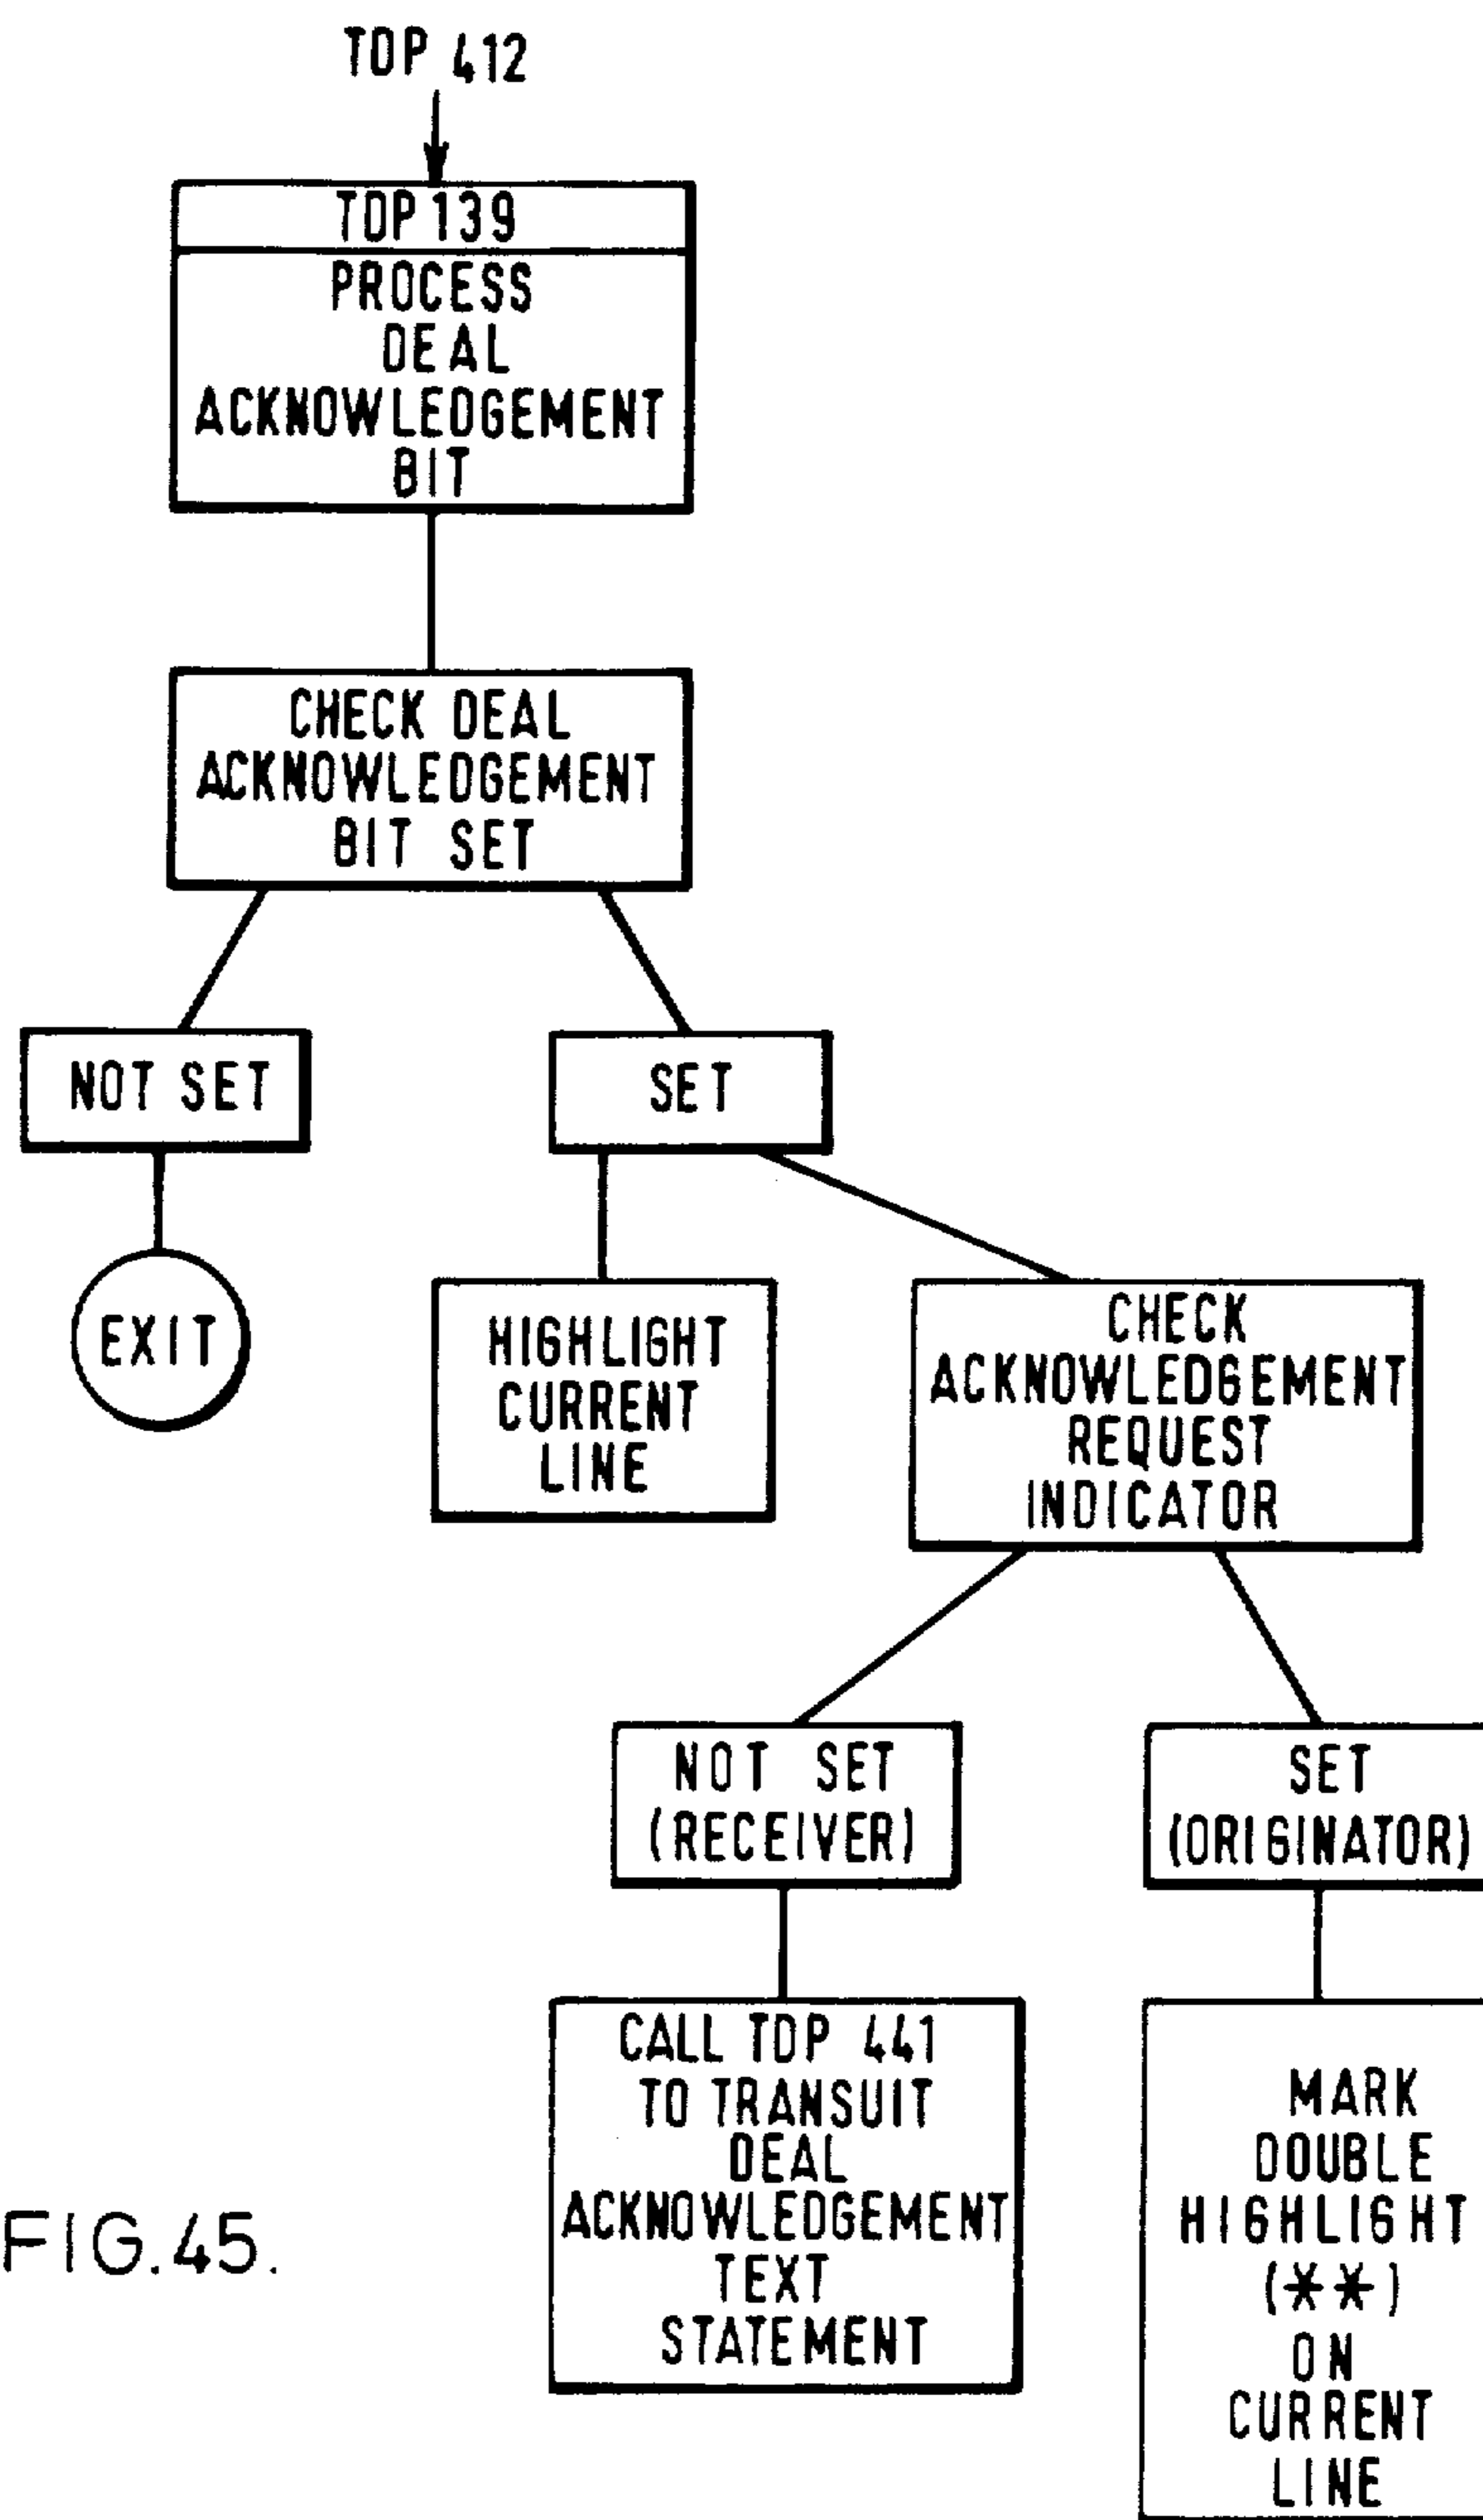 TDP 412
TDP 139
PROCESS
DEAL
ACKNOWLEDGEMENT
BIT
CHECK DEAL
ACKNOWLEDGEMENT
BIT SET
NOT SET
SET
EXIT
HIGHLIGHT
CURRENT
LINE
CHECK
ACKNOWLEDGEMENT
REQUEST
INDICATOR
NOT SET
(RECEIVER)
SET
(ORIGINATOR)
CALL TDP 441
TO TRANSUIT
DEAL
ACKNOWLEDGEMENT
TEXT
STATEMENT
MARK
DOUBLE
HIGHLIGHT
(**)
ON
CURRENT
LINE
FIG.45.